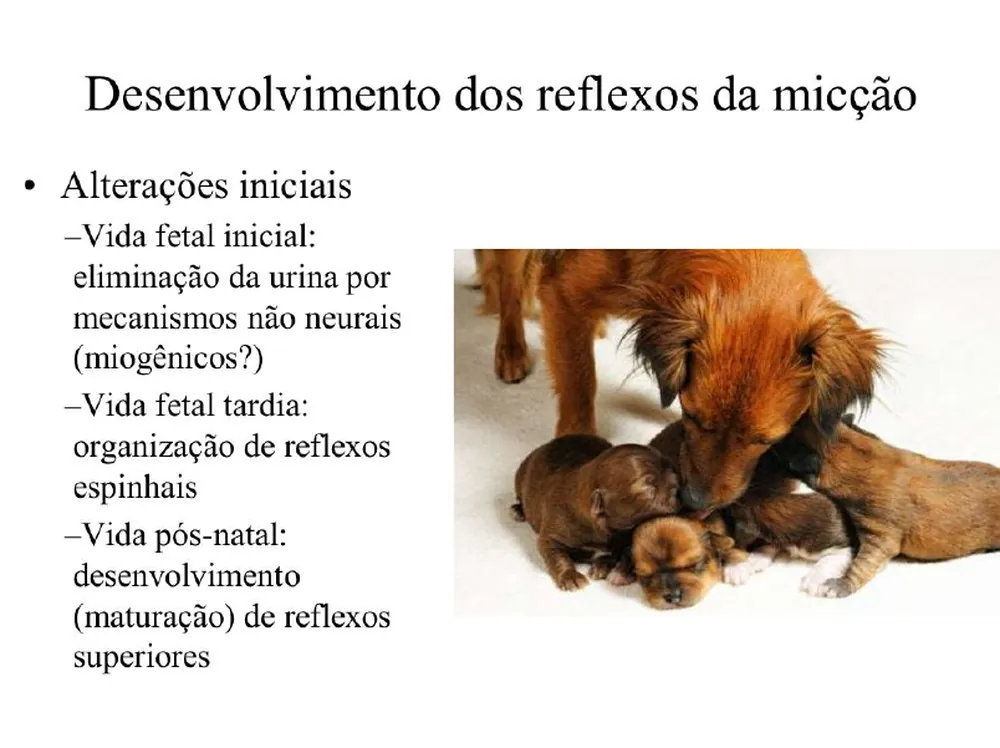 Desenvolvimento dos reflexos da micção
• Alterações iniciais
–Vida fetal inicial:
eliminação da urina por
mecanismos não neurais
(miogênicos?)
–Vida fetal tardia:
organização de reflexos
espinhais
–Vida pós-natal:
desenvolvimento
(maturação) de reflexos
superiores